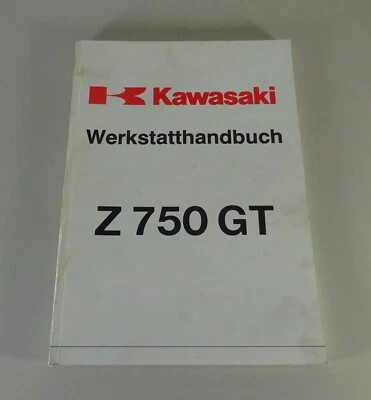 Kawasaki
Werkstatthandbuch
Z 750 GT